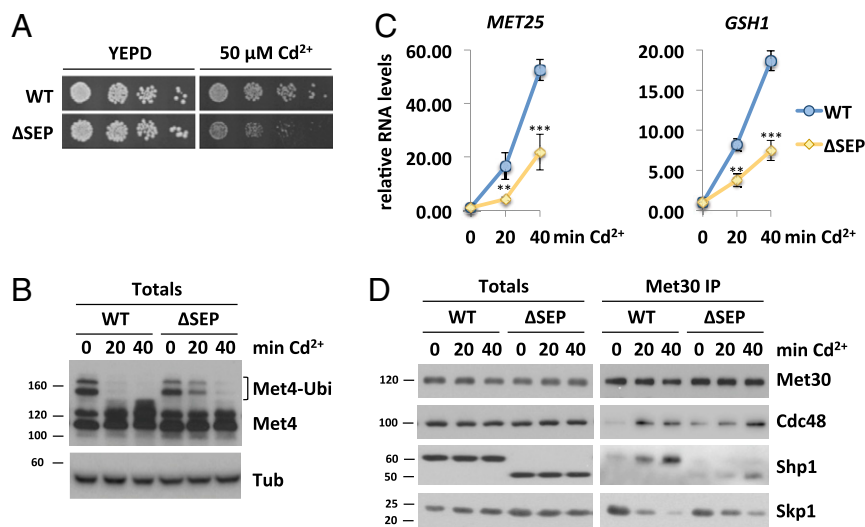 A
YEPD 50 µM Cd²⁺
WT
ΔSEP
B
Totals
WT ΔSEP
0 20 40 0 20 40 min Cd²⁺
160
120
100
60
Met4-Ubi
Met4
Tub
C
MET25 GSH1
relative RNA levels
60.00
40.00
20.00
0.00
** ***
0 20 40 min Cd²⁺
20.00
15.00
10.00
5.00
0.00
** ***
0 20 40 min Cd²⁺
WT
ΔSEP
D
Totals Met30 IP
WT ΔSEP WT ΔSEP
0 20 40 0 20 40 0 20 40 0 20 40 min Cd²⁺
120 Met30
100 Cdc48
60
50
Shp1
25
20
Skp1